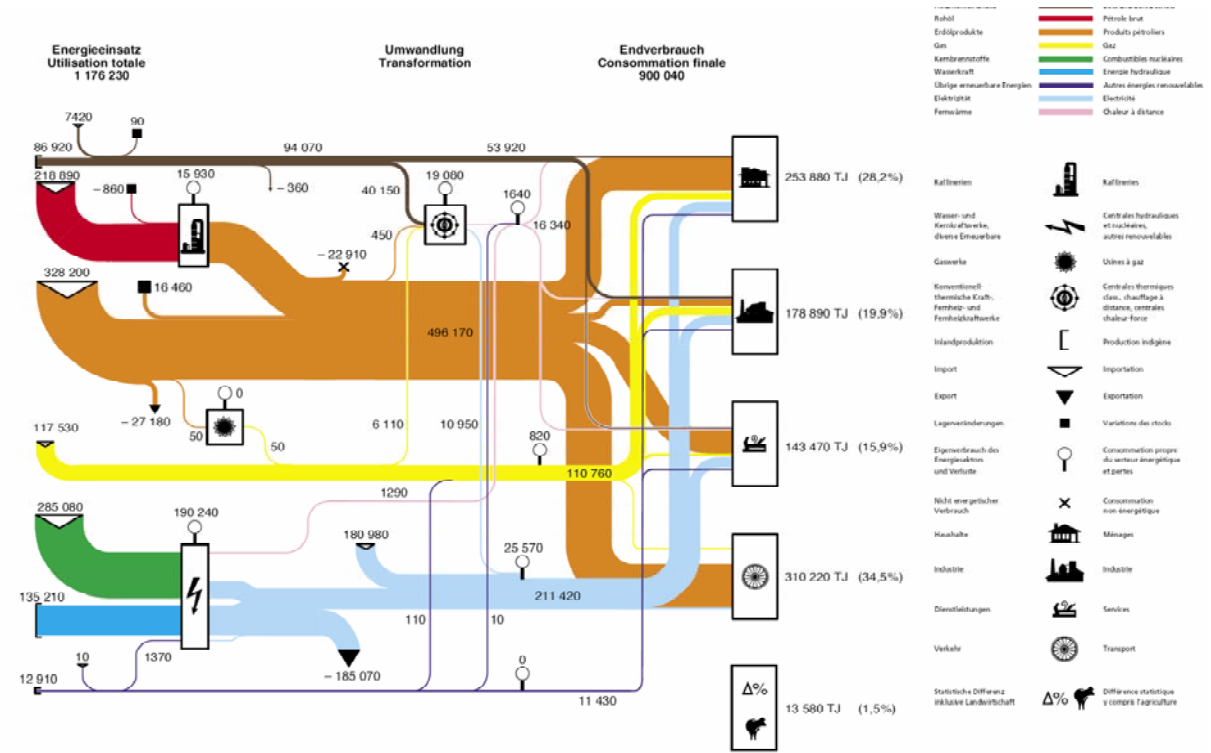 Energieeinsatz
Utilisation totale
1 176 230
Umwandlung
Transformation
Endverbrauch
Consommation finale
900 040
Rohöl
Pétrole brut
Erdölprodukte
Produits pétroliers
Gas
Gaz
Kernbrennstoffe
Combustibles nucléaires
Wasserkraft
Energie hydraulique
Übrige erneuerbare Energien
Autres énergies renouvelables
Elektrizität
Electricité
Fernwärme
Chaleur à distance
7420
90
86 920
94 070
53 920
218 890
– 860
15 930
– 360
40 150
19 080
1640
16 340
253 880 TJ (28,2%)
450
– 22 910
328 200
16 460
496 170
178 890 TJ (19,9%)
– 27 180
0
50
50
6 110
10 950
117 530
820
110 760
143 470 TJ (15,9%)
1290
285 080
190 240
180 980
25 570
211 420
310 220 TJ (34,5%)
135 210
110
10
1370
10
– 185 070
12 910
0
11 430
Δ%
13 580 TJ (1,5%)
Raffinerien
Raffineries
Wasser- und
Kernkraftwerke,
diverse Erneuerbare
Centrales hydrauliques
et nucléaires,
autres renouvelables
Gaswerke
Usines à gaz
Konventionell-
thermische Kraft-,
Fernheiz- und
Fernheizkraftwerke
Centrales thermiques
class., chauffage à
distance, centrales
chaleur-force
Inlandproduktion
Production indigène
Import
Importation
Export
Exportation
Lagerveränderungen
Variations des stocks
Eigenverbrauch des
Energiesektors
und Verluste
Consommation propre
du secteur énergétique
et pertes
Nicht energetischer
Verbrauch
Consommation
non énergétique
Haushalte
Ménages
Industrie
Industrie
Dienstleistungen
Services
Verkehr
Transport
Statistische Differenz
inklusive Landwirtschaft
Δ%
Différence statistique
y compris l'agriculture